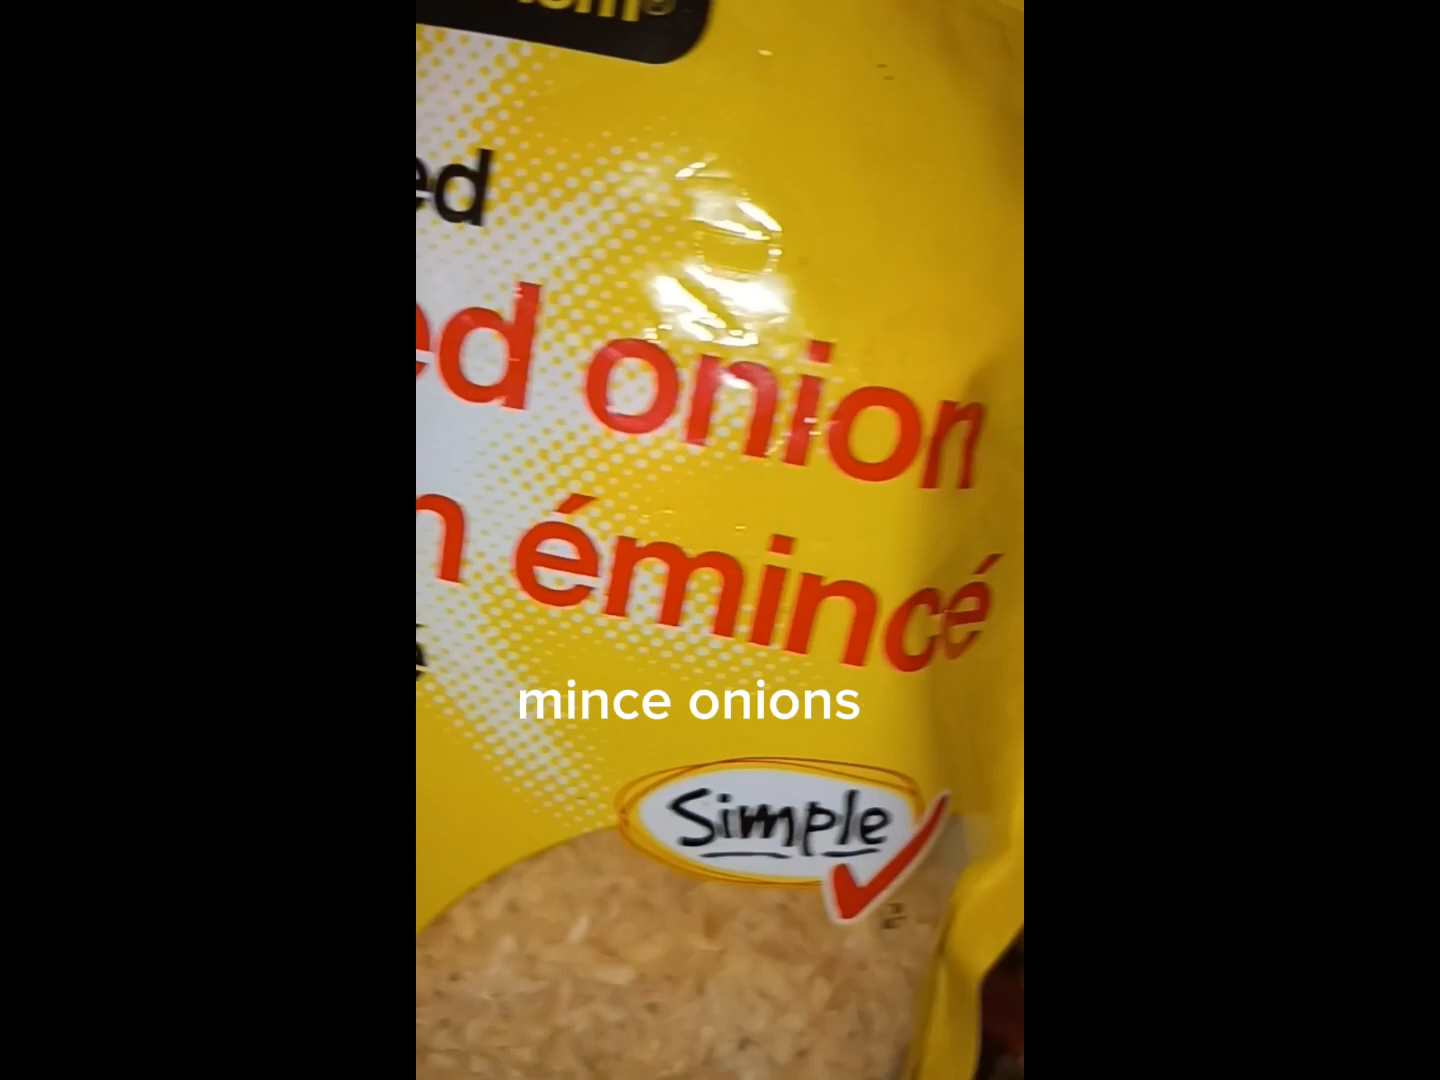 ed
ed onion
n émincé
mince onions
Simple